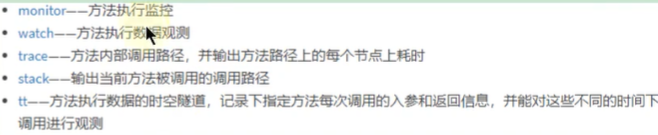 monitor——方法执行监控
watch——方法执行数据观测
trace——方法内部调用路径，并输出方法路径上的每个节点上耗时
stack——输出当前方法被调用的调用路径
tt——方法执行数据的时空隧道，记录下指定方法每次调用的入参和返回信息，并能对这些不同的时间下
调用进行观测